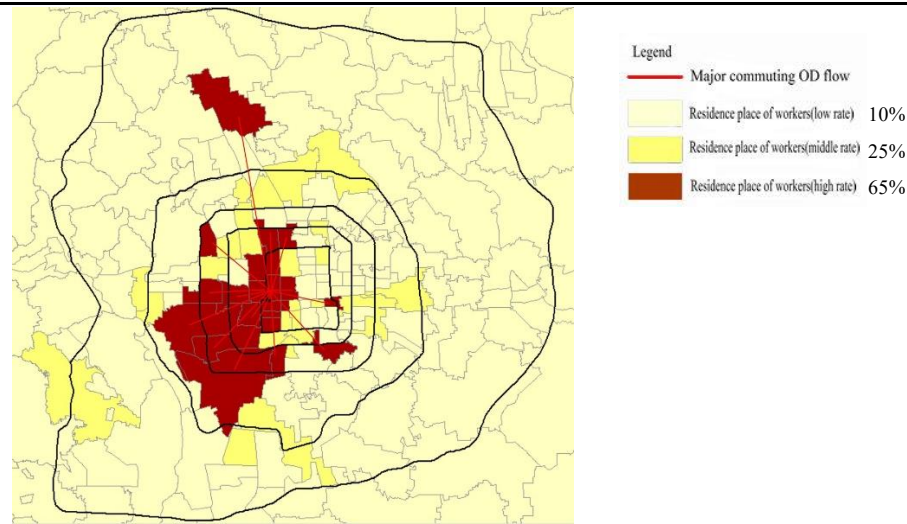 Legend
Major commuting OD flow
Residence place of workers(low rate) 10%
Residence place of workers(middle rate) 25%
Residence place of workers(high rate) 65%